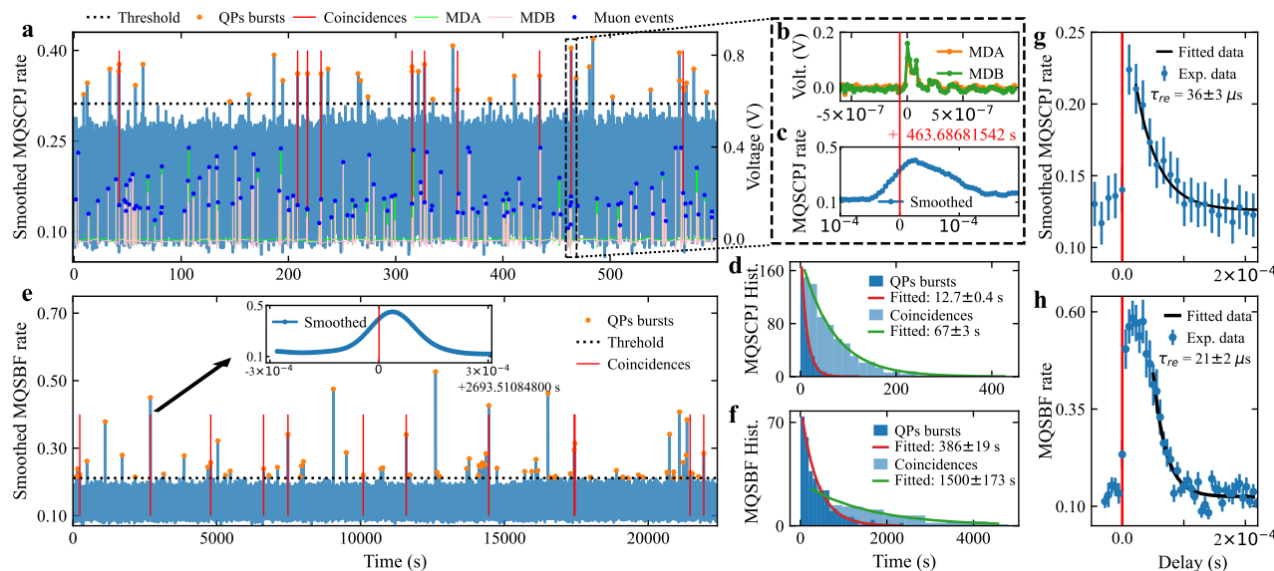 Threshold QPs bursts Coincidences MDA MDB Muon events
a
Smoothed MQSCPJ rate
0.40
0.25
0.10
0 100 200 300 400 500
0.8
0.4
0.0
Voltage (V)
b
Volt. (V)
0.2
0.0
MDA
MDB
-5×10⁻⁷ 0 5×10⁻⁷
+ 463.68681542 s
c
MQSCPJ rate
0.5
0.1
Smoothed
10⁻⁴ 0 10⁻⁴
d
MQSCPJ Hist.
160
80
0
QPs bursts
Fitted: 12.7±0.4 s
Coincidences
Fitted: 67±3 s
0 200 400
e
Smoothed MQSBF rate
0.70
0.50
0.30
0.10
0.5
0.1
Smoothed
-3×10⁻⁴ 0 3×10⁻⁴
+2693.51084800 s
QPs bursts
Threhold
Coincidences
0 5000 10000 15000 20000
Time (s)
f
MQSBF Hist.
70
0
QPs bursts
Fitted: 386±19 s
Coincidences
Fitted: 1500±173 s
0 2000 4000
Time (s)
g
Smoothed MQSCPJ rate
0.25
0.20
0.15
0.10
Fitted data
Exp. data
τre = 36±3 μs
0.0 2×10⁻⁴
h
MQSBF rate
0.60
0.35
0.10
Fitted data
Exp. data
τre = 21±2 μs
0.0 2×10⁻⁴
Delay (s)